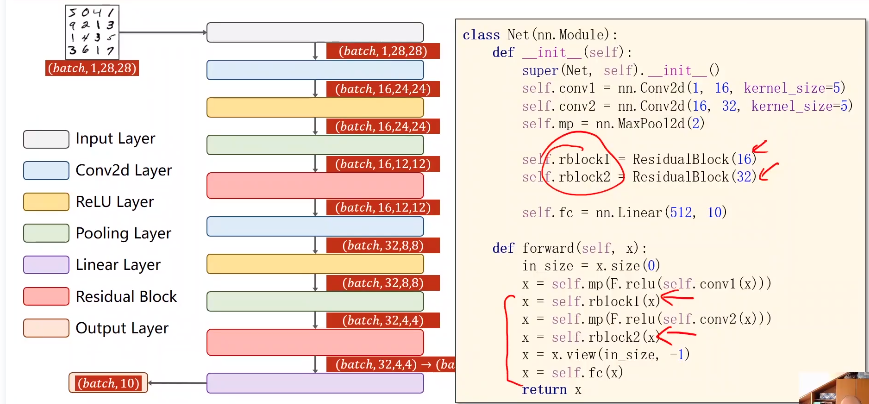 5 0 4 1
9 2 1 3
1 4 3 5
3 6 1 7
(batch, 1,28,28)
(batch, 1,28,28)
(batch, 16,24,24)
(batch, 16,24,24)
(batch, 16,12,12)
(batch, 16,12,12)
(batch, 32,8,8)
(batch, 32,8,8)
(batch, 32,4,4)
(batch, 32,4,4) → (ba
(batch, 10)
Input Layer
Conv2d Layer
ReLU Layer
Pooling Layer
Linear Layer
Residual Block
Output Layer
class Net(nn.Module):
def __init__(self):
super(Net, self).__init__()
self.conv1 = nn.Conv2d(1, 16, kernel_size=5)
self.conv2 = nn.Conv2d(16, 32, kernel_size=5)
self.mp = nn.MaxPool2d(2)
self.rblock1 = ResidualBlock(16)
self.rblock2 = ResidualBlock(32)
self.fc = nn.Linear(512, 10)
def forward(self, x):
in_size = x.size(0)
x = self.mp(F.relu(self.conv1(x)))
x = self.rblock1(x)
x = self.mp(F.relu(self.conv2(x)))
x = self.rblock2(x)
x = x.view(in_size, -1)
x = self.fc(x)
return x